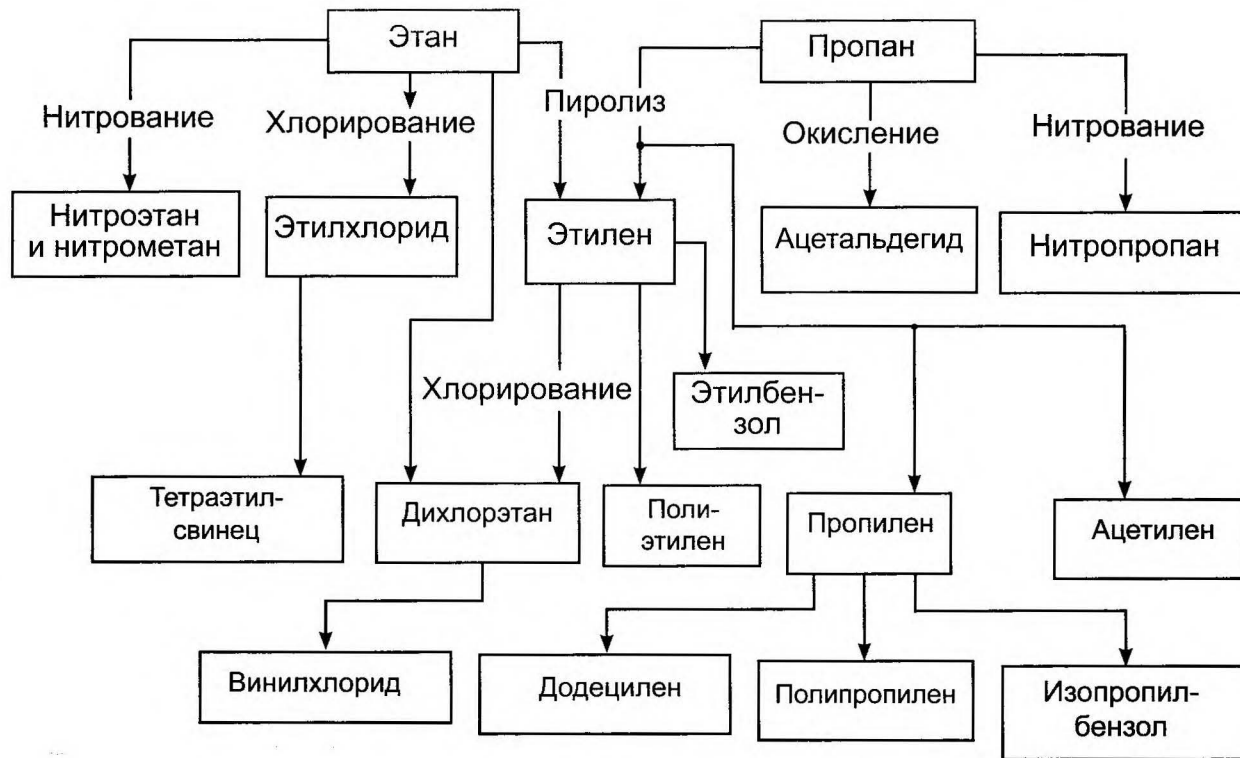 Этан
Пропан
Нитрование
Хлорирование
Пиролиз
Окисление
Нитрование
Нитроэтан
и нитрометан
Этилхлорид
Этилен
Ацетальдегид
Нитропропан
Хлорирование
Этилбен-
зол
Тетраэтил-
свинец
Дихлорэтан
Поли-
этилен
Пропилен
Ацетилен
Винилхлорид
Додецилен
Полипропилен
Изопропил-
бензол